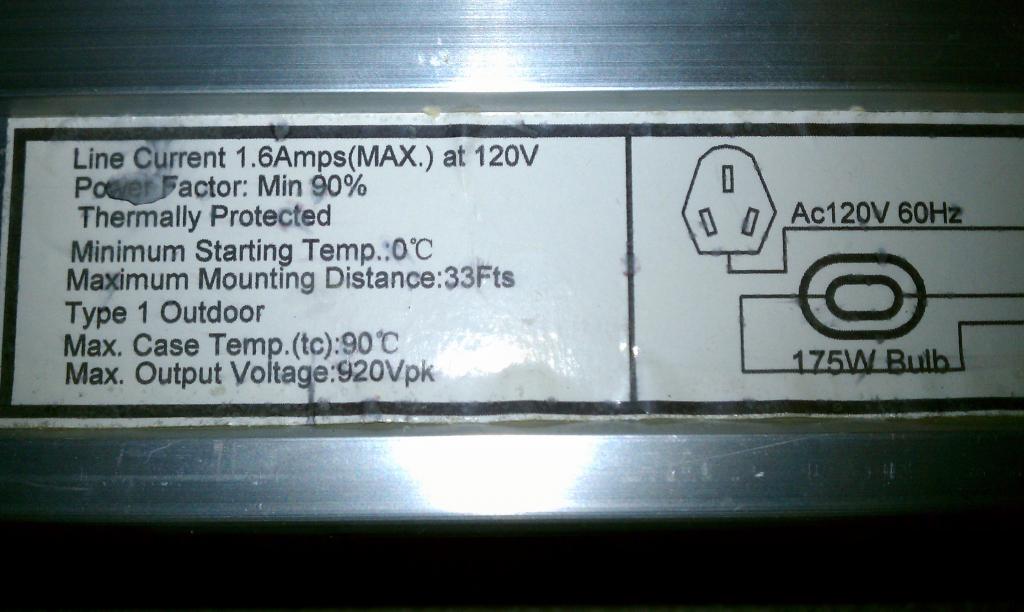 Line Current 1.6Amps(MAX.) at 120V
Power Factor: Min 90%
Thermally Protected
Minimum Starting Temp.:0℃
Maximum Mounting Distance:33Fts
Type 1 Outdoor
Max. Case Temp.(tc):90℃
Max. Output Voltage:920Vpk
Ac120V 60Hz
175W Bulb